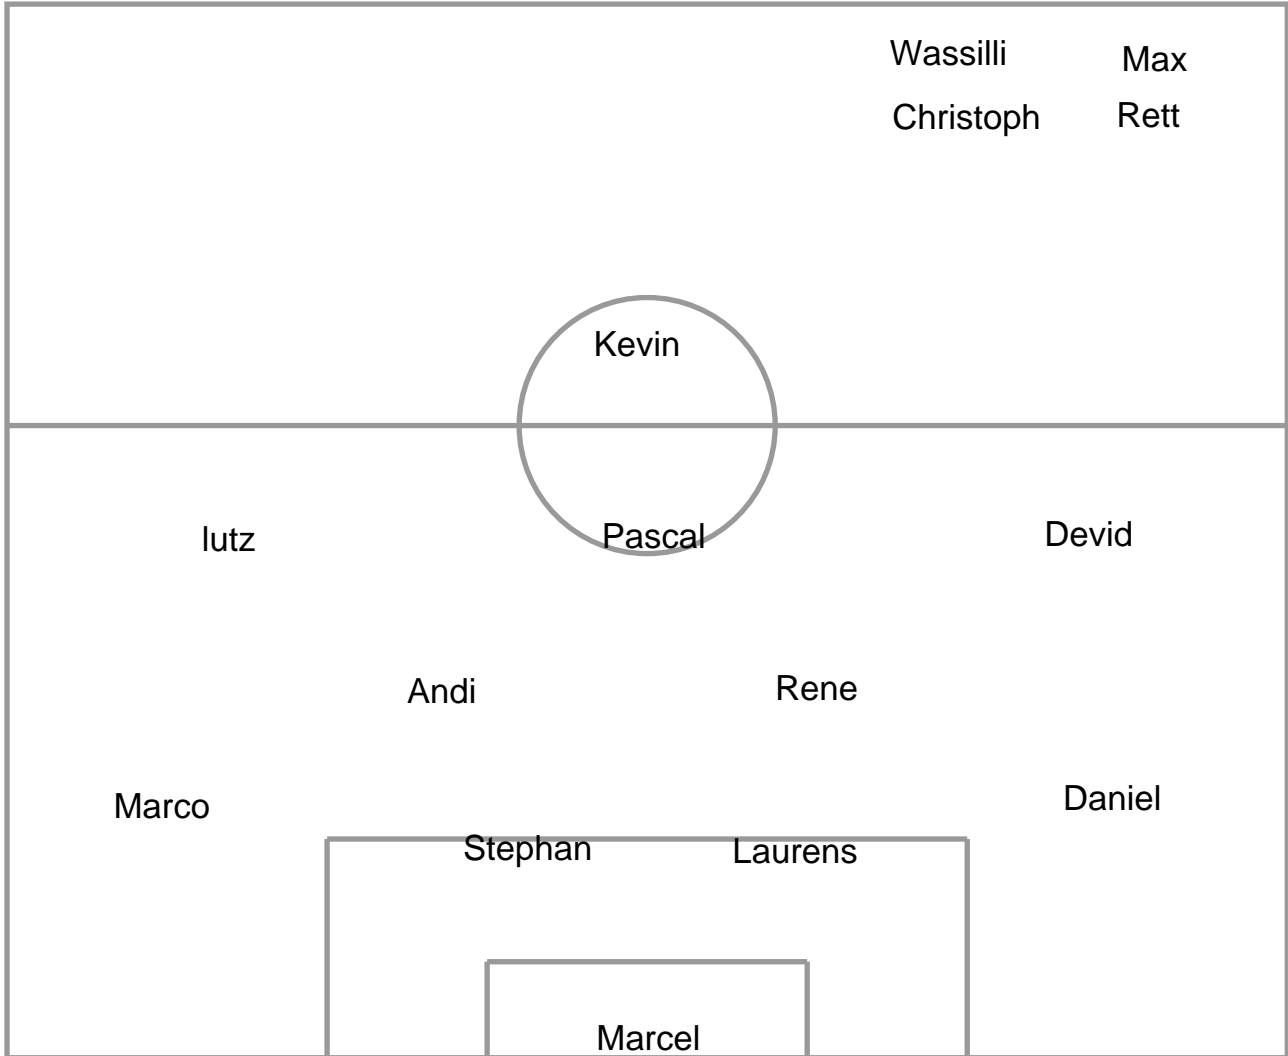 Wassilli Max
Christoph Rett
Kevin
lutz Pascal Devid
Andi Rene
Marco Daniel
Stephan Laurens
Marcel